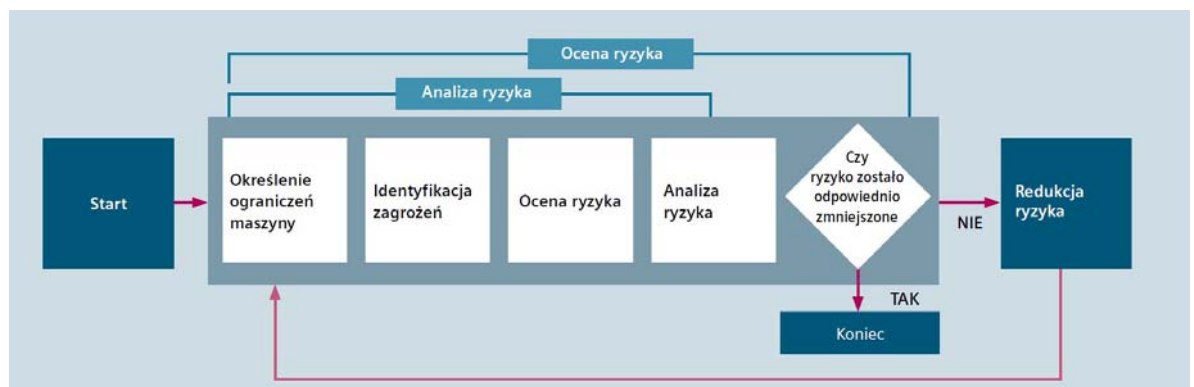 Ocena ryzyka
Analiza ryzyka
Start
Określenie
ograniczeń
maszyny
Identyfikacja
zagrożeń
Ocena ryzyka
Analiza
ryzyka
Czy
ryzyko zostało
odpowiednio
zmniejszone
NIE
Redukcja
ryzyka
TAK
Koniec